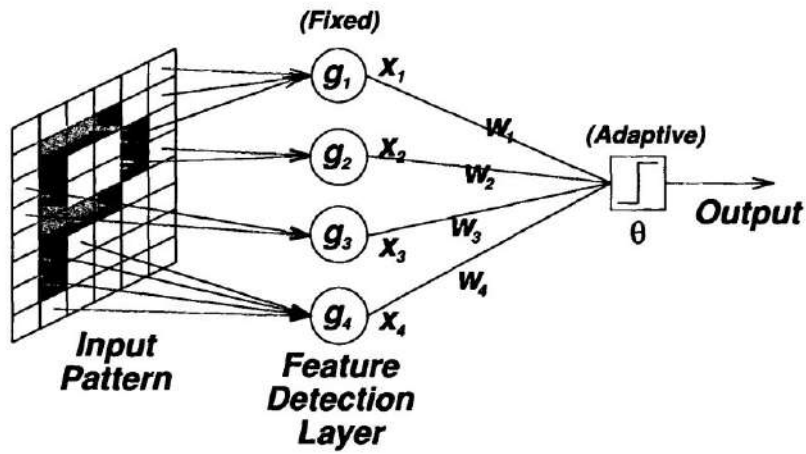 (Fixed)
g1 x1
g2 x2
g3 x3
g4 x4
w1
w2
w3
w4
(Adaptive)
θ
Output
Input
Pattern
Feature
Detection
Layer